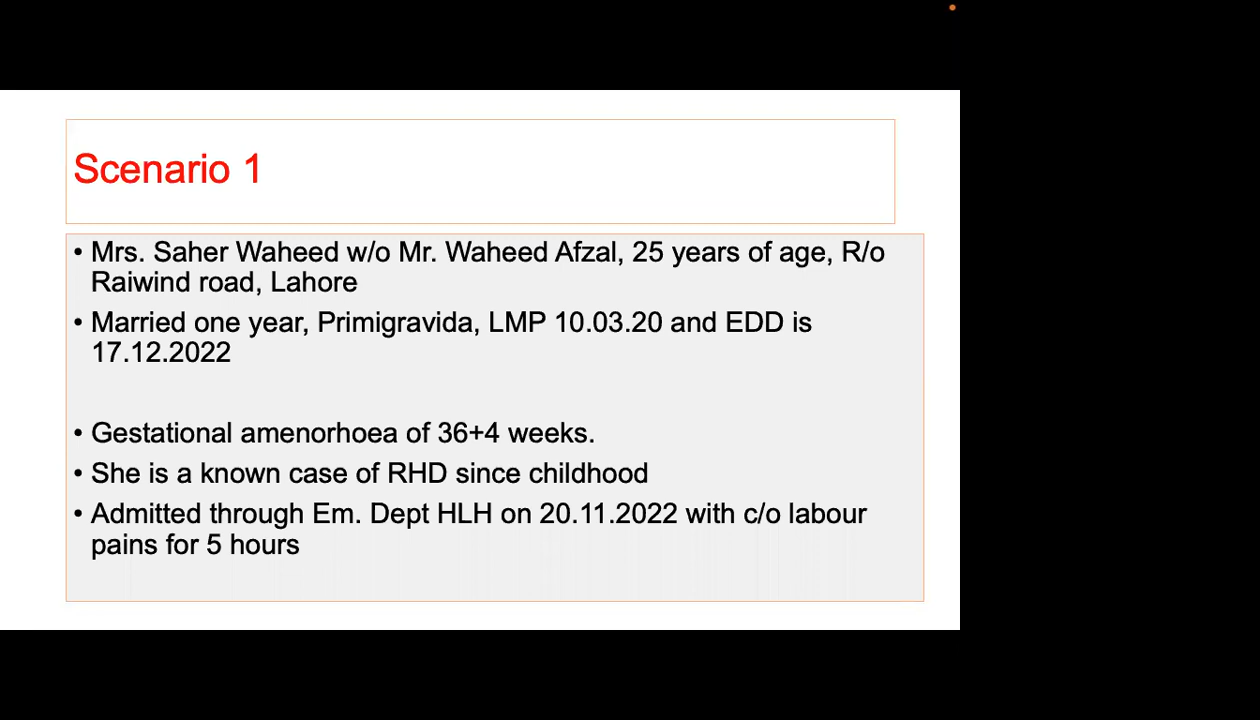 Scenario 1
• Mrs. Saher Waheed w/o Mr. Waheed Afzal, 25 years of age, R/o
Raiwind road, Lahore
• Married one year, Primigravida, LMP 10.03.20 and EDD is
17.12.2022
• Gestational amenorhoea of 36+4 weeks.
• She is a known case of RHD since childhood
• Admitted through Em. Dept HLH on 20.11.2022 with c/o labour
pains for 5 hours